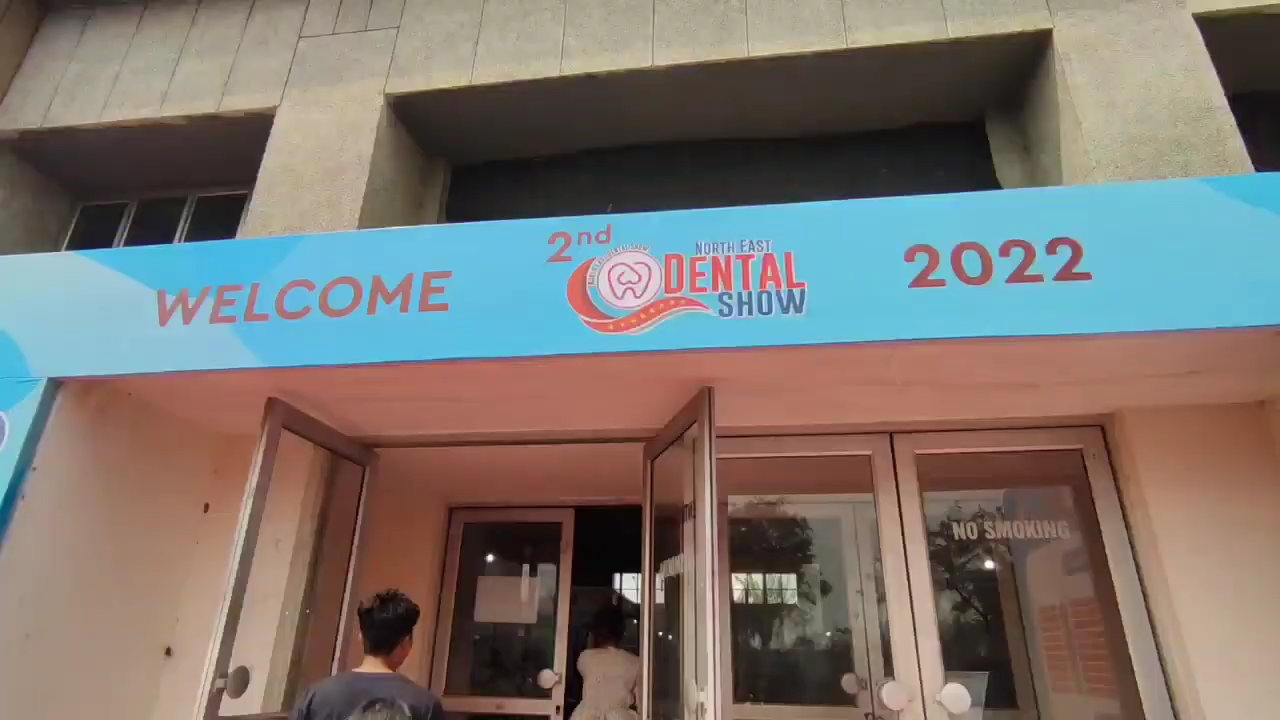 WELCOME
2nd
NORTH EAST
DENTAL
SHOW
2022
NO SMOKING